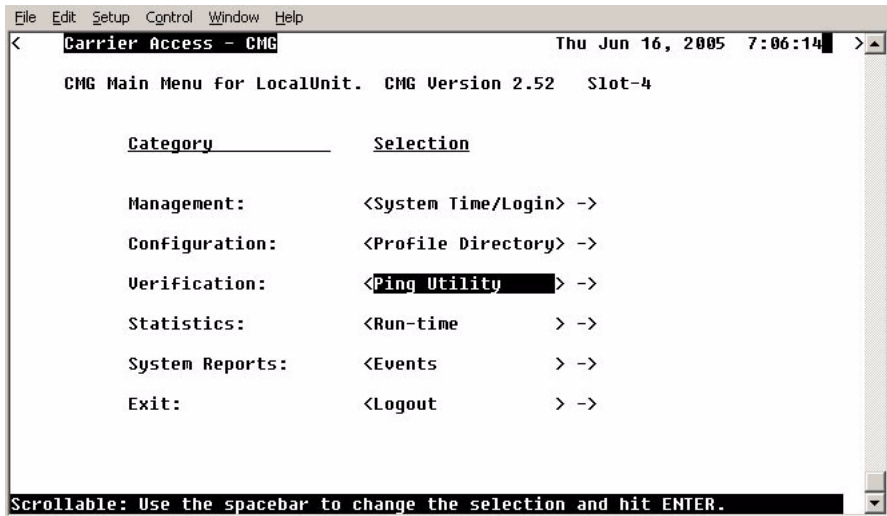 File Edit Setup Control Window Help
< Carrier Access - CMG Thu Jun 16, 2005 7:06:14 >
CMG Main Menu for LocalUnit. CMG Version 2.52 Slot-4
Category Selection
Management: <System Time/Login> ->
Configuration: <Profile Directory> ->
Verification: <Ping Utility > ->
Statistics: <Run-time > ->
System Reports: <Events > ->
Exit: <Logout > ->
Scrollable: Use the spacebar to change the selection and hit ENTER.